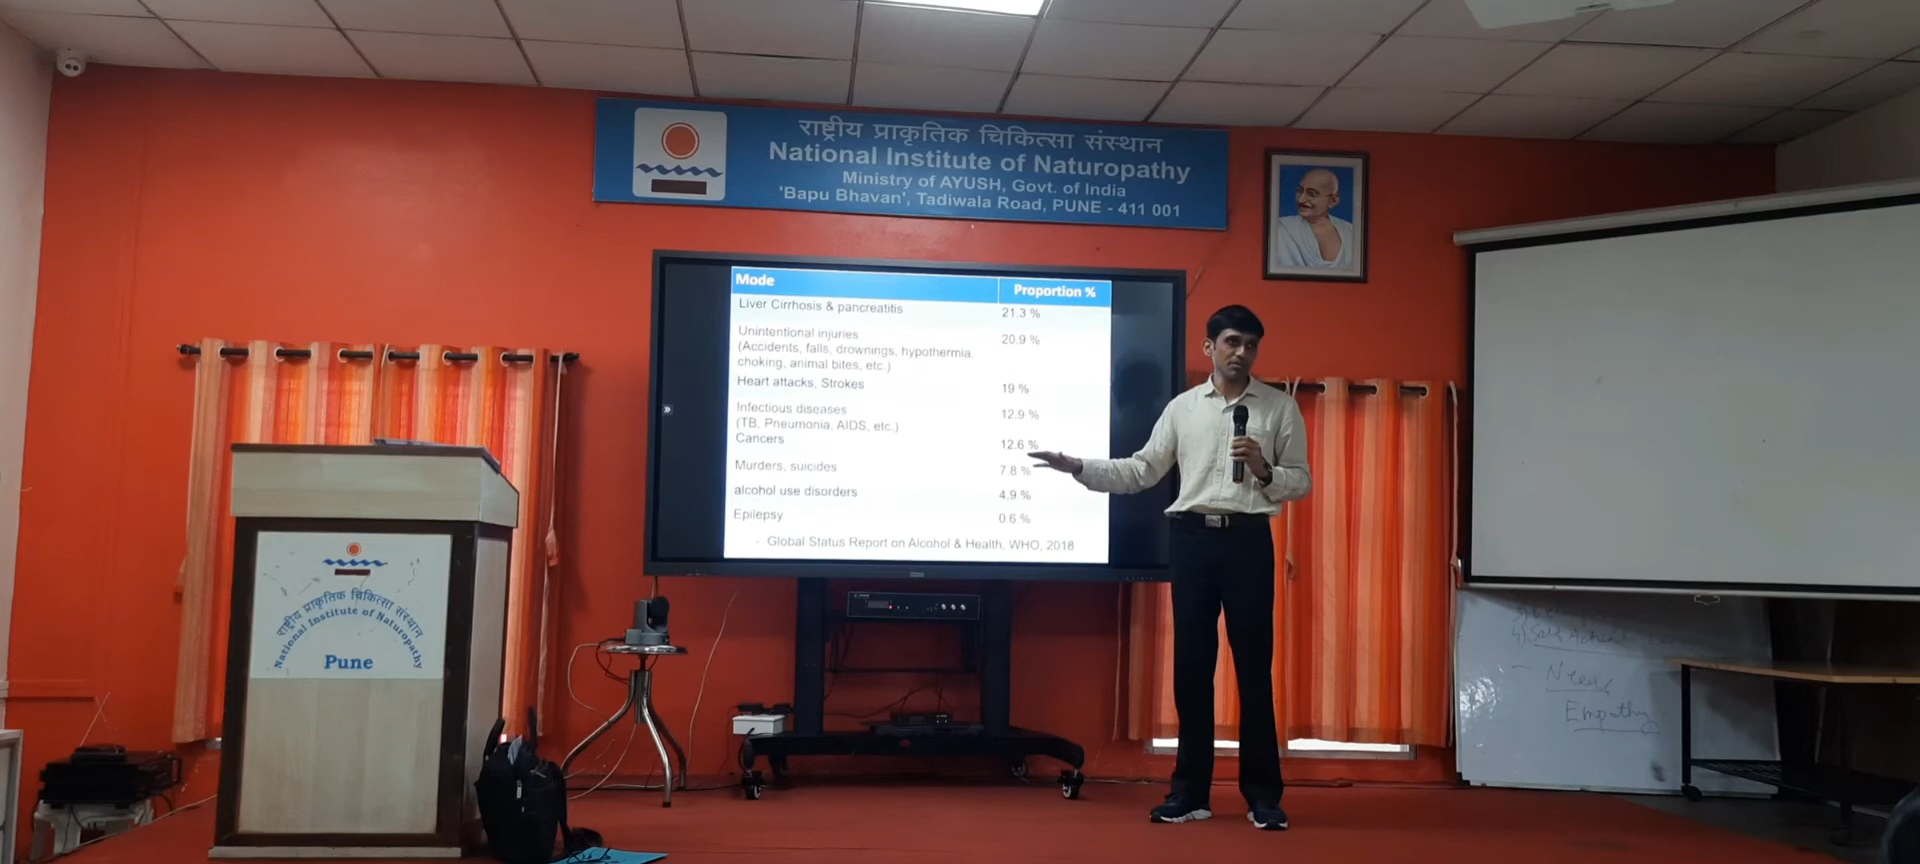 राष्ट्रीय प्राकृतिक चिकित्सा संस्थान
National Institute of Naturopathy
Ministry of AYUSH, Govt. of India
'Bapu Bhavan', Tadiwala Road, PUNE - 411 001
Mode Proportion %
Liver Cirrhosis & pancreatitis 21.3 %
Unintentional injuries 20.9 %
(Accidents, falls, drownings, hypothermia,
choking, animal bites, etc.)
Heart attacks, Strokes 19 %
Infectious diseases 12.9 %
(TB, Pneumonia, AIDS, etc.)
Cancers 12.6 %
Murders, suicides 7.8 %
alcohol use disorders 4.9 %
Epilepsy 0.6 %
- Global Status Report on Alcohol & Health, WHO, 2018
राष्ट्रीय प्राकृतिक चिकित्सा संस्थान
National Institute of Naturopathy
Pune
4) Self Actual
Empathy